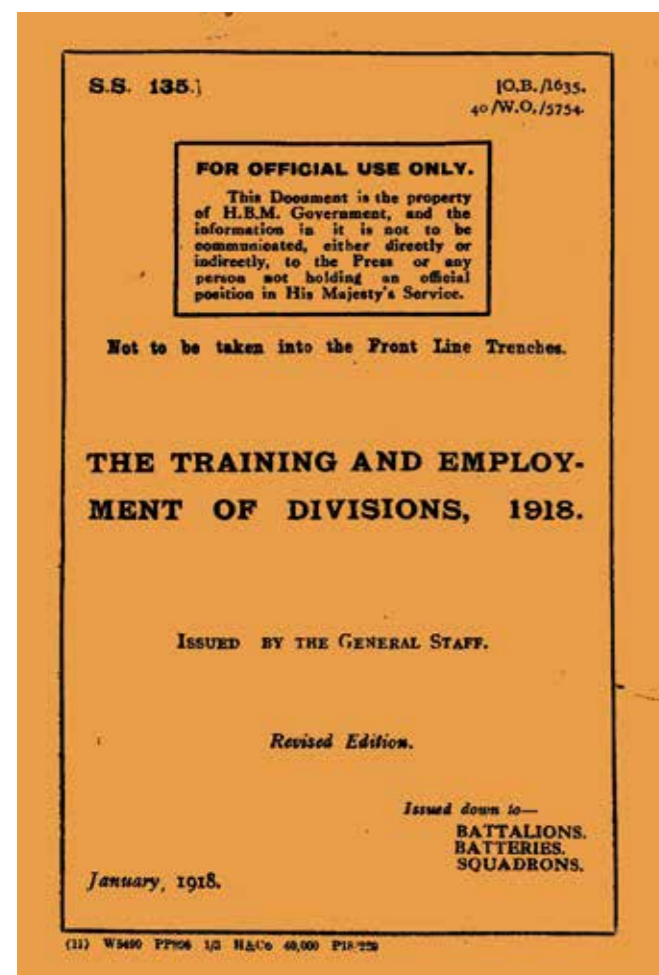 S.S. 135.]
[O.B./1635.
40/W.O./5754.
FOR OFFICIAL USE ONLY.
This Document is the property
of H.B.M. Government, and the
information in it is not to be
communicated, either directly or
indirectly, to the Press or any
person not holding an official
position in His Majesty's Service.
Not to be taken into the Front Line Trenches.
THE TRAINING AND EMPLOY-
MENT OF DIVISIONS, 1918.
ISSUED BY THE GENERAL STAFF.
Revised Edition.
Issued down to—
BATTALIONS.
BATTERIES.
SQUADRONS.
January, 1918.
(11) 1/3 H&Co 40,000